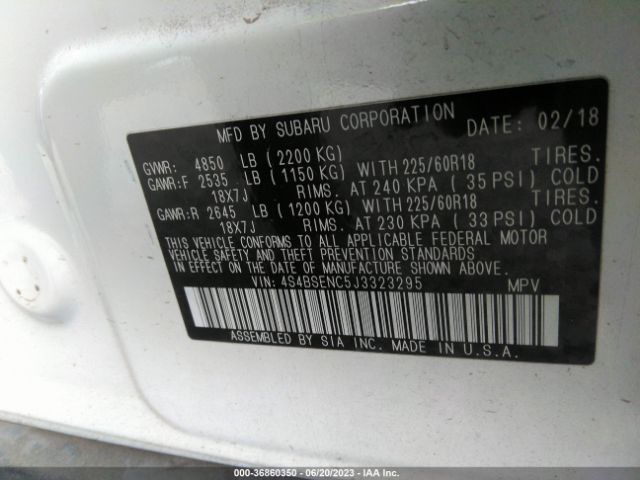 MFD BY SUBARU CORPORATION DATE: 02/18
GVWR: 4850 LB (2200 KG)
GAWR:F 2535 LB (1150 KG) WITH 225/60R18 TIRES.
18X7J RIMS. AT 240 KPA ( 35 PSI) COLD
GAWR:R 2645 LB (1200 KG) WITH 225/60R18 TIRES.
18X7J RIMS. AT 230 KPA ( 33 PSI) COLD
THIS VEHICLE CONFORMS TO ALL APPLICABLE FEDERAL MOTOR
VEHICLE SAFETY AND THEFT PREVENTION STANDARDS
IN EFFECT ON THE DATE OF MANUFACTURE SHOWN ABOVE.
VIN: 4S4BSENC5J3323295 MPV
ASSEMBLED BY SIA INC. MADE IN U.S.A.
000-36860350 - 06/20/2023 - IAA Inc.